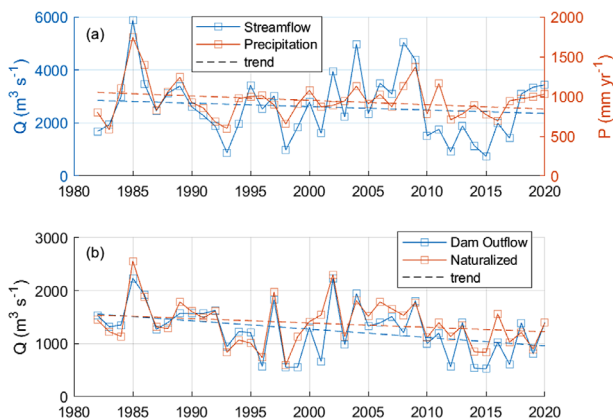 (a)
Streamflow
Precipitation
trend
Q (m³ s⁻¹)
6000
4000
2000
0
P (mm yr⁻¹)
2000
1500
1000
500
0
1980 1985 1990 1995 2000 2005 2010 2015 2020
(b)
Dam Outflow
Naturalized
trend
Q (m³ s⁻¹)
3000
2000
1000
0
1980 1985 1990 1995 2000 2005 2010 2015 2020